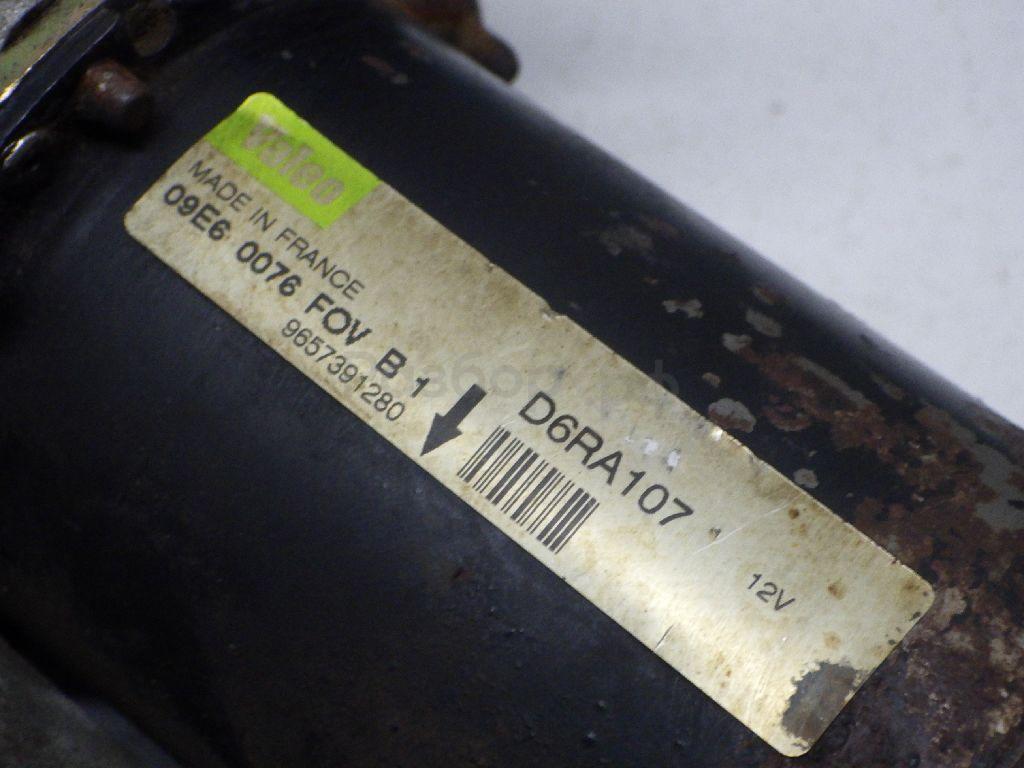 Valeo
MADE IN FRANCE
09E6 0076 FOV B 1
9657391280
D6RA107
12V